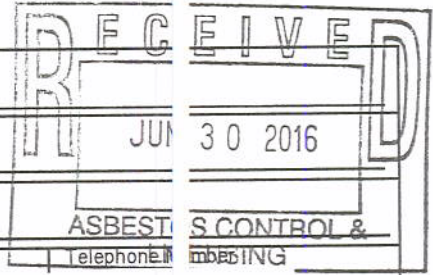 RECEIVED
JUN 30 2016
ASBESTOS CONTROL &
Telephone Number